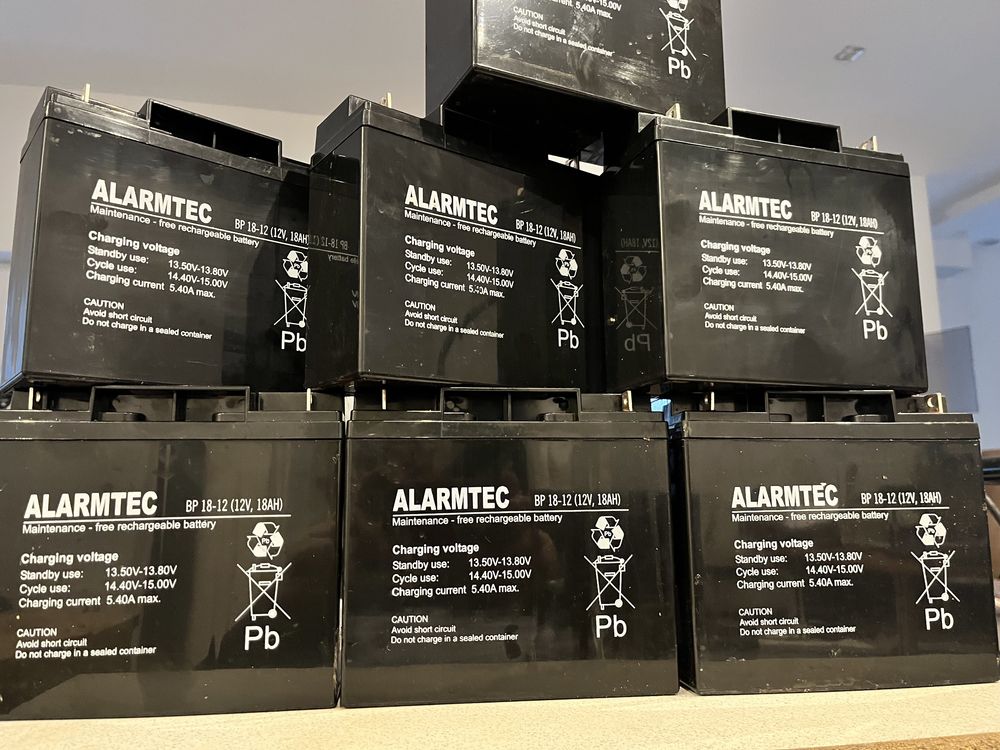 5.40A max.
CAUTION
Avoid short circuit
Do not charge in a sealed container
Pb
ALARMTEC
BP 18-12 (12V, 18AH)
Maintenance - free rechargeable battery
Charging voltage
Standby use: 13.50V-13.80V
Cycle use: 14.40V-15.00V
Charging current 5.40A max.
CAUTION
Avoid short circuit
Do not charge in a sealed container
Pb
ALARMTEC
BP 18-12 (12V, 18AH)
Maintenance - free rechargeable battery
Charging voltage
Standby use: 13.50V-13.80V
Cycle use: 14.40V-15.00V
Charging current 5.40A max.
CAUTION
Avoid short circuit
Do not charge in a sealed container
Pb
ALARMTEC
BP 18-12 (12V, 18AH)
Maintenance - free rechargeable battery
Charging voltage
Standby use: 13.50V-13.80V
Cycle use: 14.40V-15.00V
Charging current 5.40A max.
CAUTION
Avoid short circuit
Do not charge in a sealed container
Pb
ALARMTEC BP 18-12 (12V, 18AH)
Maintenance - free rechargeable battery
Pb
Charging voltage
Standby use: 13.50V-13.80V
Cycle use: 14.40V-15.00V
Charging current 5.40A max.
CAUTION
Avoid short circuit
Do not charge in a sealed container
Pb
ALARMTEC BP 18-12 (12V, 18AH)
Maintenance - free rechargeable battery
Pb
Charging voltage
Standby use: 13.50V-13.80V
Cycle use: 14.40V-15.00V
Charging current 5.40A max.
CAUTION
Avoid short circuit
Do not charge in a sealed container
Pb
ALARMTEC BP 18-12 (12V, 18AH)
Maintenance - free rechargeable battery
Pb
Charging voltage
Standby use: 13.50V-13.80V
Cycle use: 14.40V-15.00V
Charging current 5.40A max.
CAUTION
Avoid short circuit
Do not charge in a sealed container
Pb